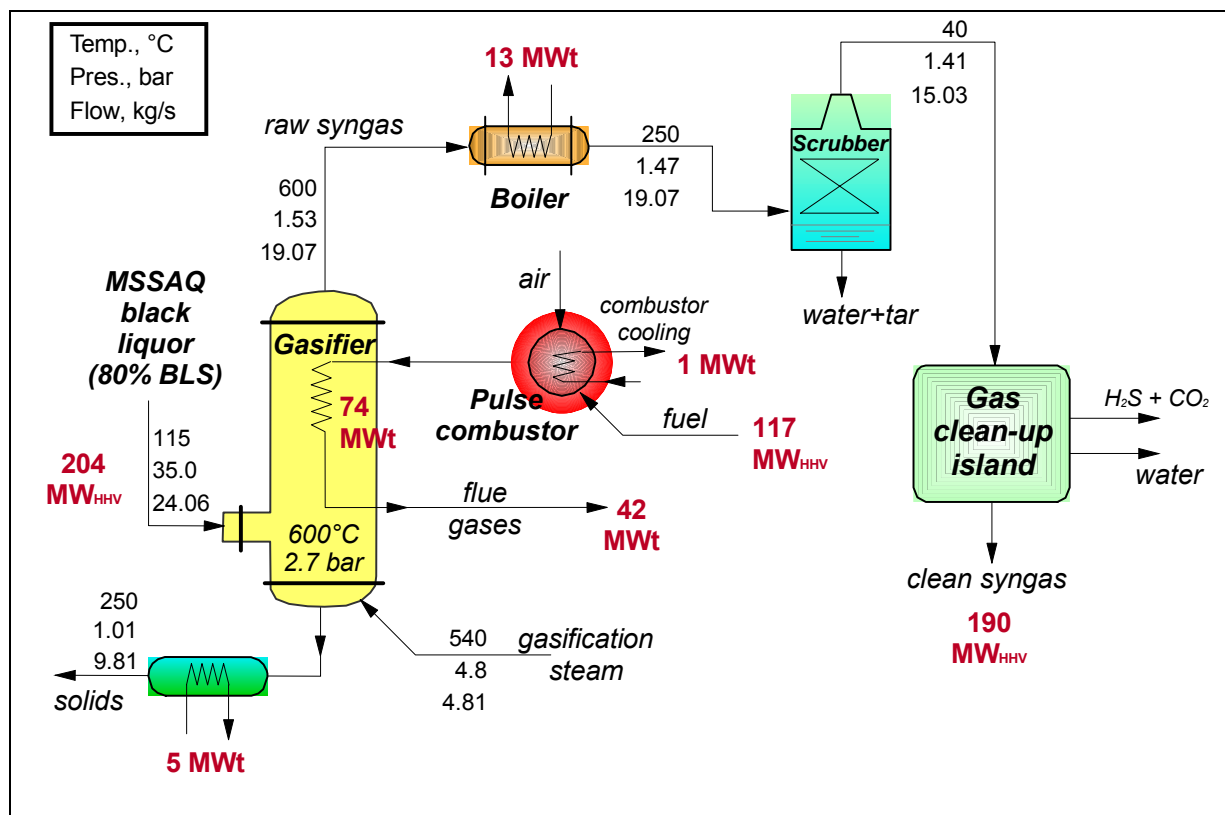 Temp., °C
Pres., bar
Flow, kg/s
13 MWt
40
1.41
15.03
raw syngas
250
1.47
19.07
Scrubber
Boiler
600
1.53
19.07
air
water+tar
MSSAQ
black
liquor
(80% BLS)
combustor
cooling
1 MWt
Gasifier
74
MWt
Pulse
combustor
fuel
117
MWHHV
Gas
clean-up
island
H₂S + CO₂
water
115
35.0
24.06
204
MWHHV
flue
gases
42
MWt
600°C
2.7 bar
clean syngas
190
MWHHV
250
1.01
9.81
solids
540
4.8
4.81
gasification
steam
5 MWt